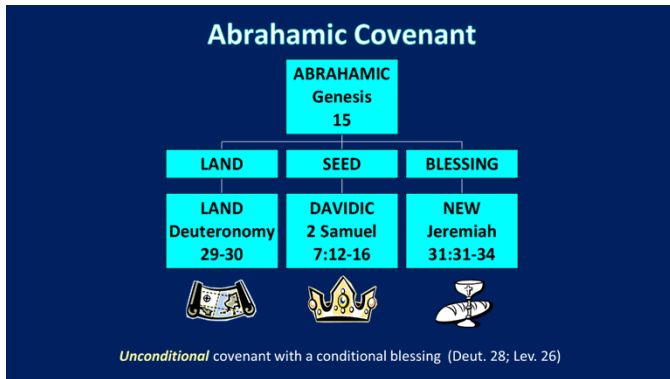 Abrahamic Covenant
ABRAHAMIC
Genesis
15
LAND
SEED
BLESSING
LAND
Deuteronomy
29-30
DAVIDIC
2 Samuel
7:12-16
NEW
Jeremiah
31:31-34
Unconditional covenant with a conditional blessing (Deut. 28; Lev. 26)